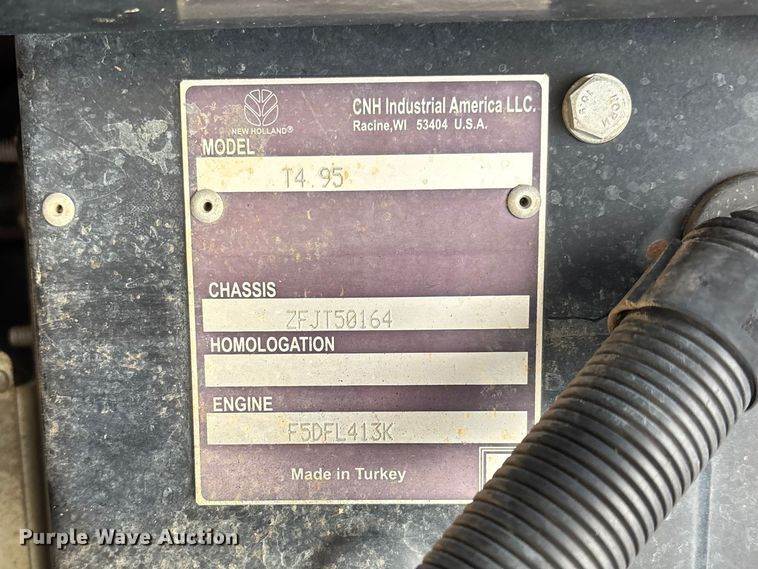 NEW HOLLAND®
CNH Industrial America LLC.
Racine,WI 53404 U.S.A.
MODEL
T4.95
CHASSIS
ZFJT50164
HOMOLOGATION
ENGINE
F5DFL413K
Made in Turkey
Purple Wave Auction